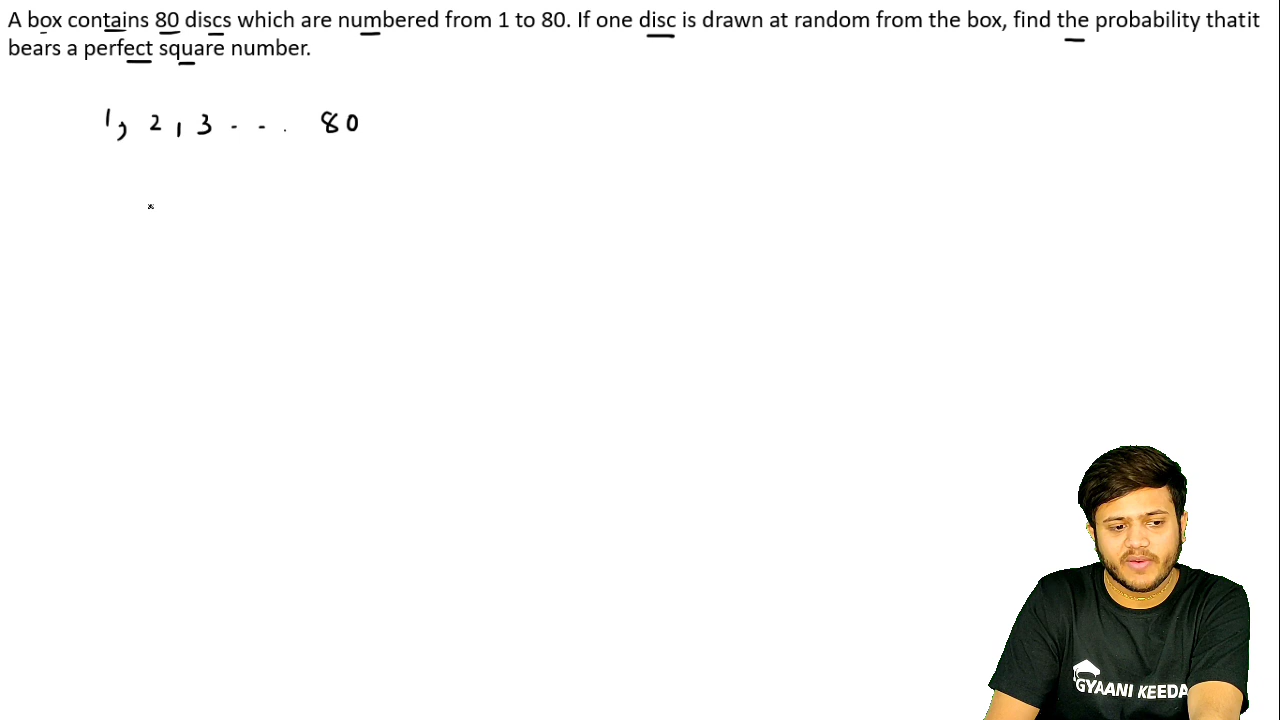 A box contains 80 discs which are numbered from 1 to 80. If one disc is drawn at random from the box, find the probability thatit
bears a perfect square number.
1, 2, 3 - - . 80
GYAANI KEEDA